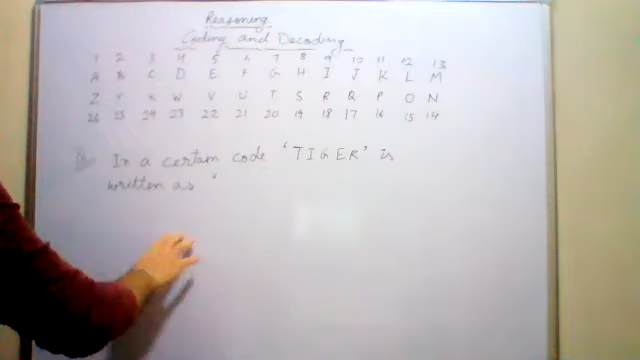 Reasoning
Coding and Decoding
1 2 3 4 5 6 7 8 9 10 11 12 13
A B C D E F G H I J K L M
Z Y X W V U T S R Q P O N
26 25 24 23 22 21 20 19 18 17 16 15 14
In a certain code 'TIGER' is
written as '